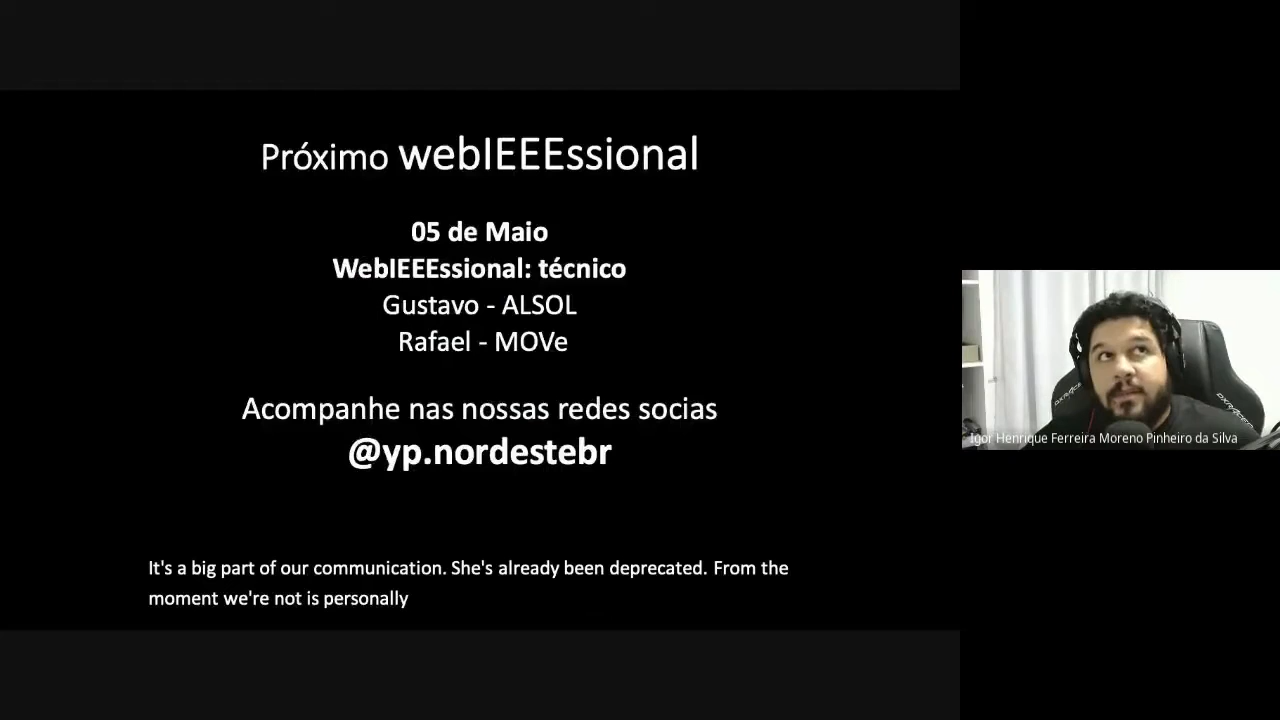 Próximo webIEEEssional
05 de Maio
WebIEEEssional: técnico
Gustavo - ALSOL
Rafael - MOVe
Acompanhe nas nossas redes socias
@yp.nordestebr
It's a big part of our communication. She's already been deprecated. From the
moment we're not is personally
DXRACER
DXRACER
Igor Henrique Ferreira Moreno Pinheiro da Silva